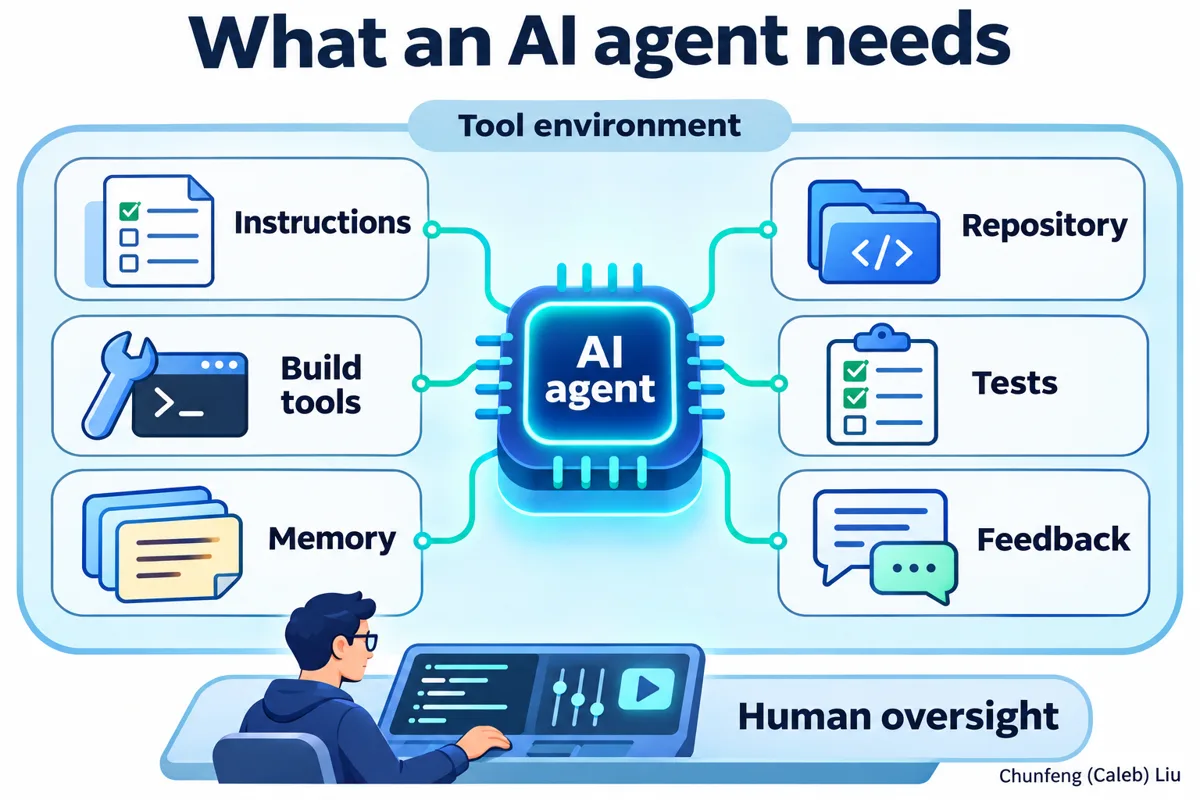 What an AI agent needs
Tool environment
Instructions
Build
tools
Memory
AI
agent
Repository
</>
Tests
Feedback
Human oversight
Chunfeng (Caleb) Liu